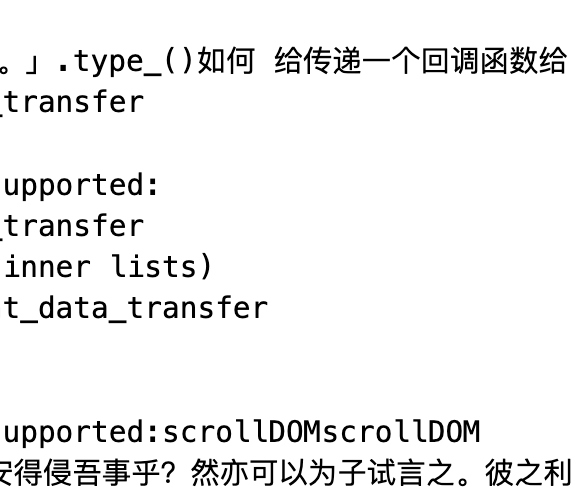 。」.type_()如何 给传递一个回调函数给
_transfer
upported:
_transfer
inner lists)
t_data_transfer
upported:scrollDOMscrollDOM
安得侵吾事乎？然亦可以为子试言之。彼之利